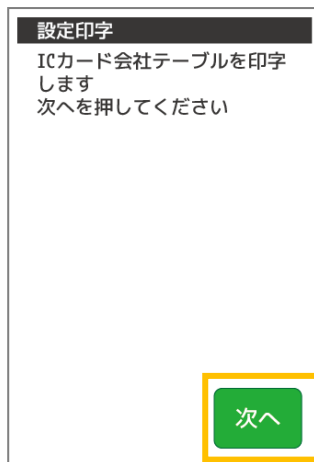 設定印字
ICカード会社テーブルを印字
します
次へを押してください
次へ